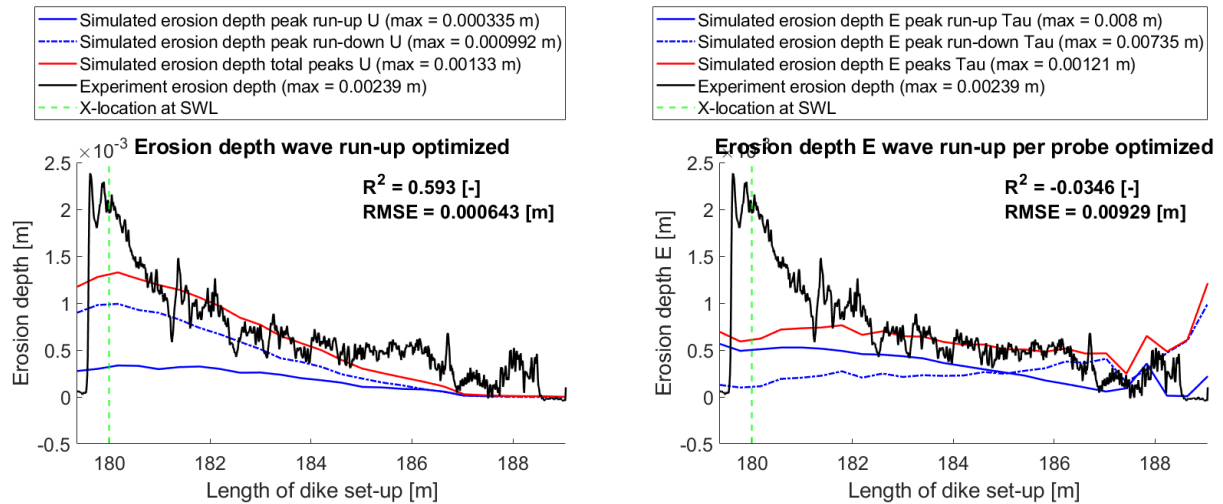 Simulated erosion depth peak run-up U (max = 0.000335 m)
Simulated erosion depth peak run-down U (max = 0.000992 m)
Simulated erosion depth total peaks U (max = 0.00133 m)
Experiment erosion depth (max = 0.00239 m)
X-location at SWL
×10⁻³ Erosion depth wave run-up optimized
R² = 0.593 [-]
RMSE = 0.000643 [m]
2.5
2
1.5
1
0.5
0
-0.5
Erosion depth [m]
180 182 184 186 188
Length of dike set-up [m]
Simulated erosion depth E peak run-up Tau (max = 0.008 m)
Simulated erosion depth E peak run-down Tau (max = 0.00735 m)
Simulated erosion depth E peaks Tau (max = 0.00121 m)
Experiment erosion depth (max = 0.00239 m)
X-location at SWL
Erosion depth E wave run-up per probe optimized
R² = -0.0346 [-]
RMSE = 0.00929 [m]
2.5
2
1.5
1
0.5
0
-0.5
Erosion depth E [m]
180 182 184 186 188
Length of dike set-up [m]